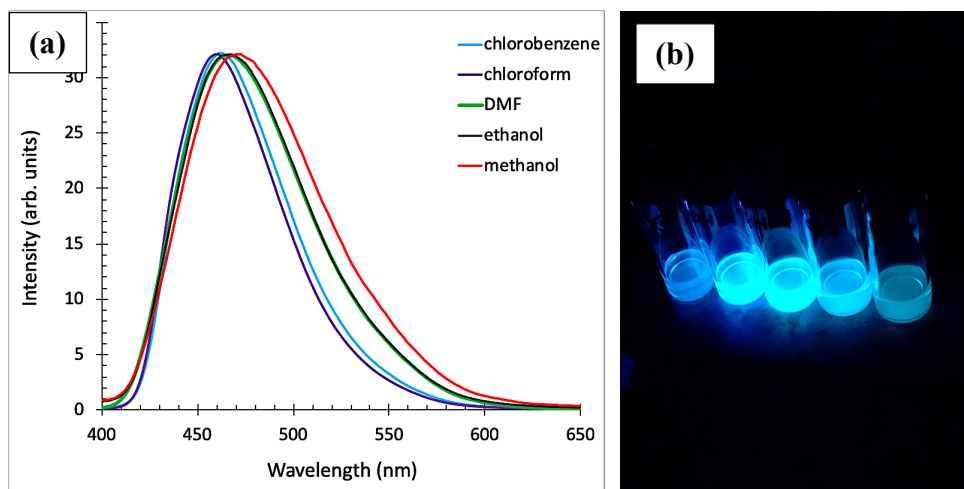 (a)
chlorobenzene
chloroform
DMF
ethanol
methanol
Intensity (arb. units)
30
25
20
15
10
5
0
400 450 500 550 600 650
Wavelength (nm)
(b)